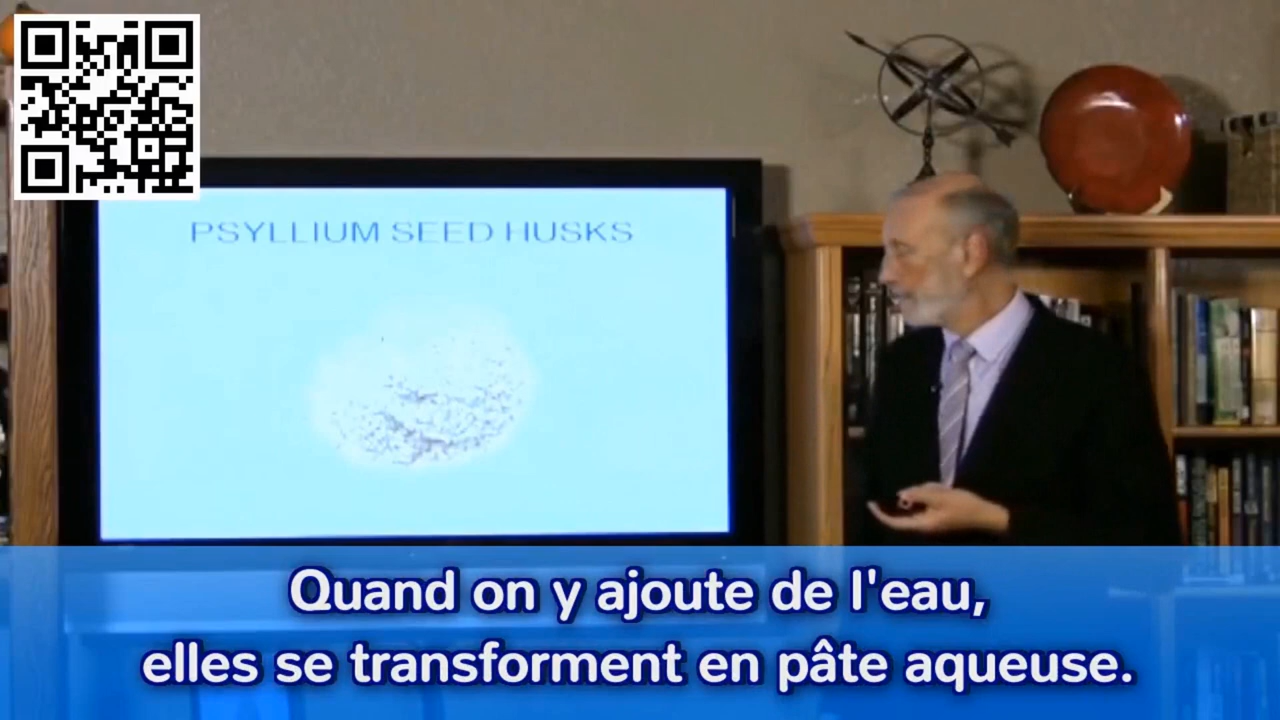 PSYLLIUM SEED HUSKS
Quand on y ajoute de l'eau,
elles se transforment en pâte aqueuse.